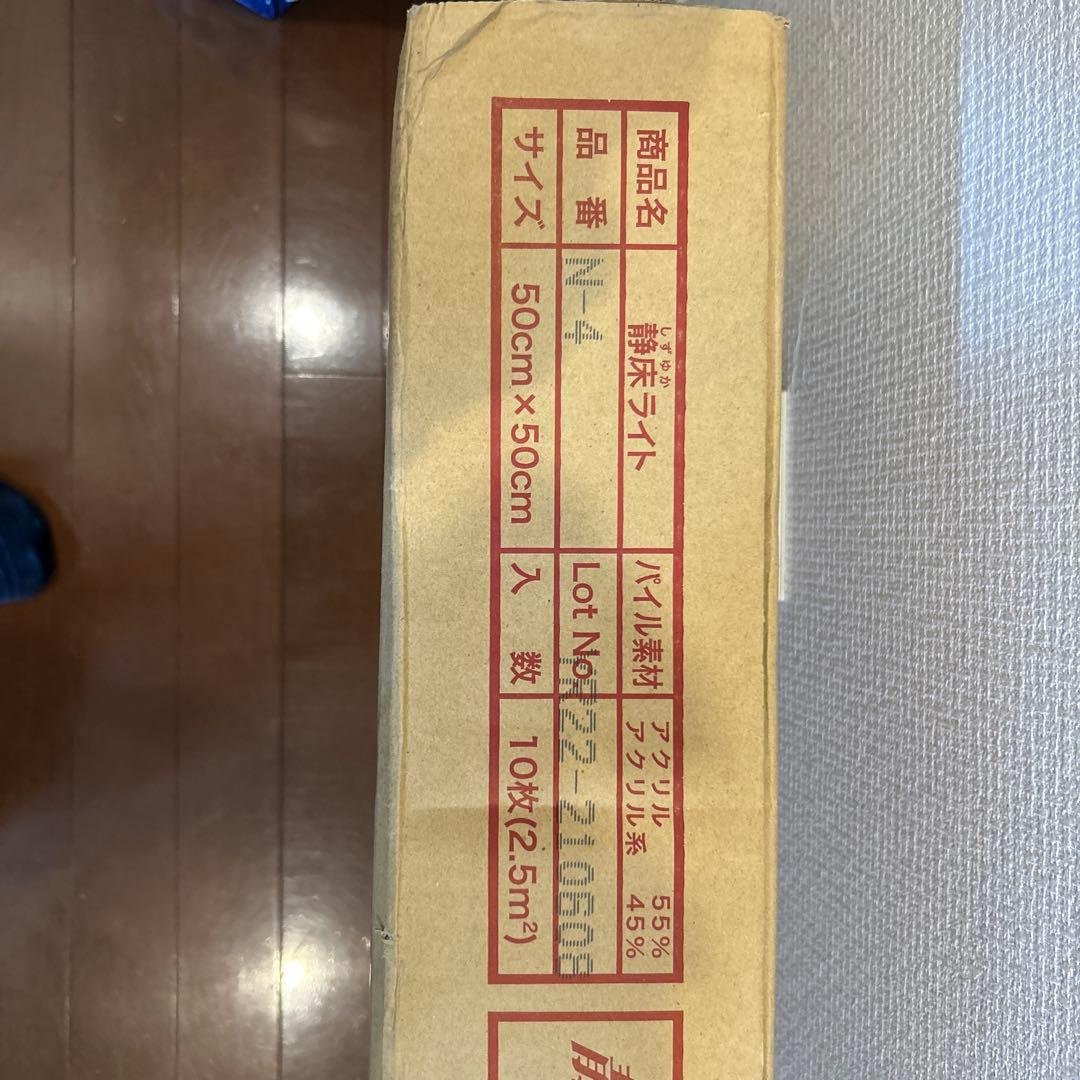 商品名 静床ライト パイル素材 アクリル 55%
しずゆか
アクリル系 45%
品番 N-4 Lot No.
サイズ 50cm×50cm 入数 10枚(2.5m²)